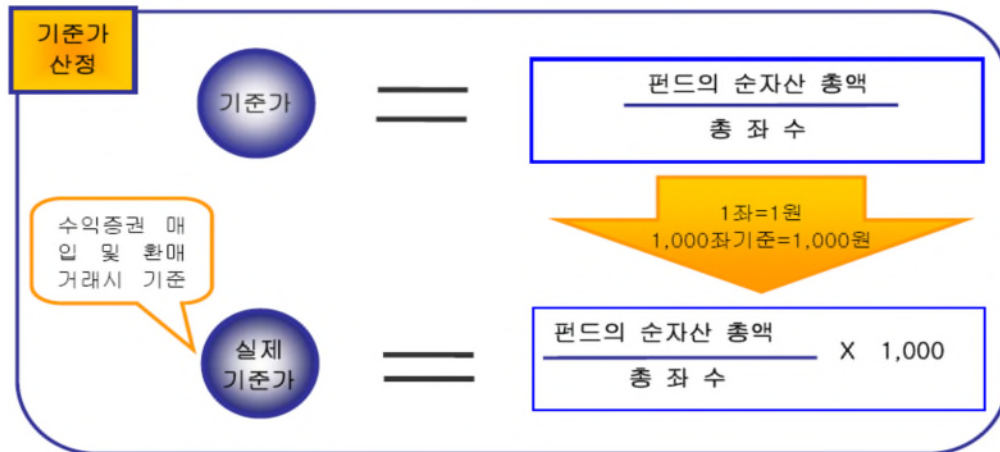 기준가
산정
기준가
펀드의 순자산 총액
총 좌 수
1좌=1원
1,000좌기준=1,000원
수익증권 매
입 및 환매
거래시 기준
실제
기준가
펀드의 순자산 총액
총 좌 수
X 1,000